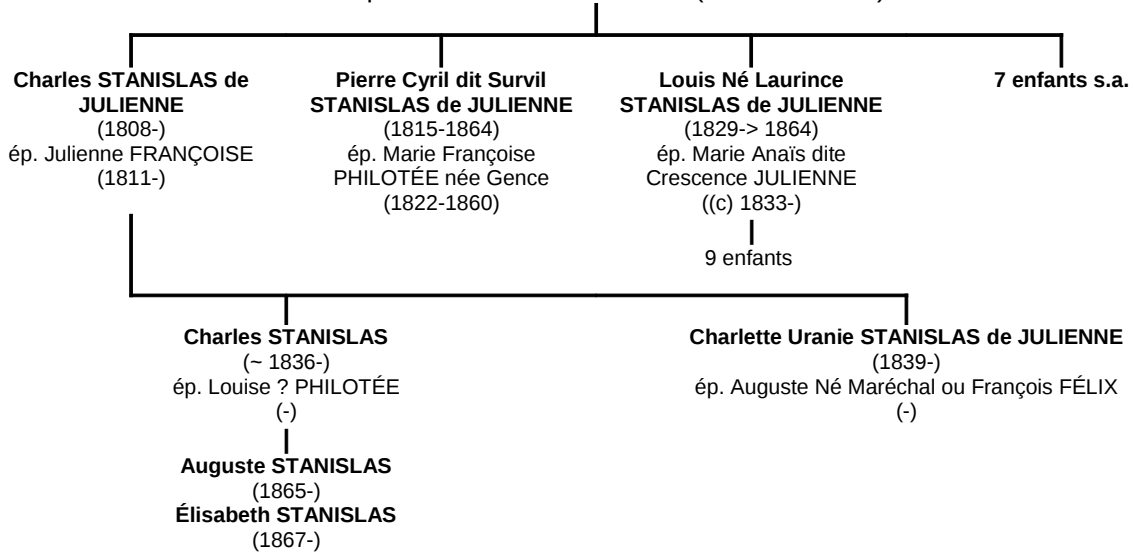 Charles STANISLAS de
JULIENNE
(1808-)
ép. Julienne FRANÇOISE
(1811-)
Pierre Cyril dit Survil
STANISLAS de JULIENNE
(1815-1864)
ép. Marie Françoise
PHILOTÉE née Gence
(1822-1860)
Louis Né Laurince
STANISLAS de JULIENNE
(1829-> 1864)
ép. Marie Anaïs dite
Crescence JULIENNE
((c) 1833-)
9 enfants
7 enfants s.a.
Charles STANISLAS
(~ 1836-)
ép. Louise ? PHILOTÉE
(-)
Charlette Uranie STANISLAS de JULIENNE
(1839-)
ép. Auguste Né Maréchal ou François FÉLIX
(-)
Auguste STANISLAS
(1865-)
Élisabeth STANISLAS
(1867-)